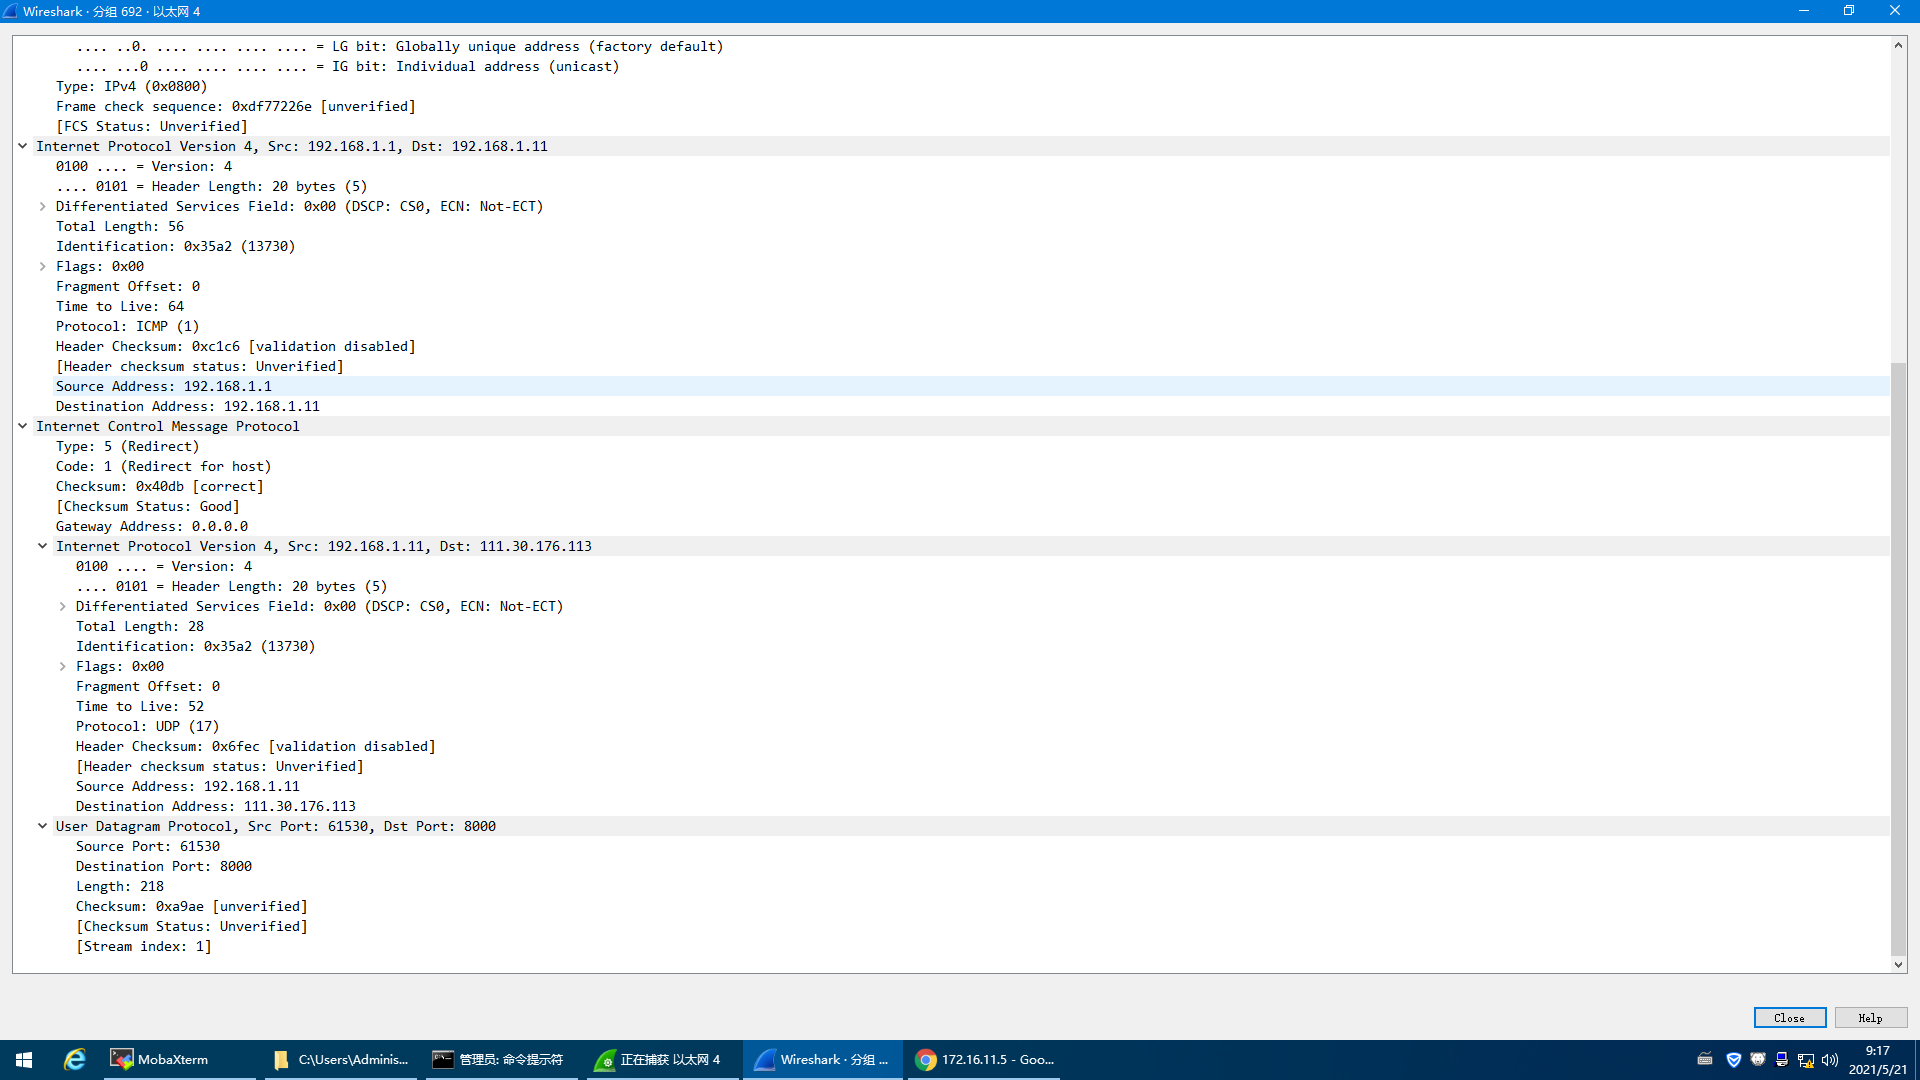 Wireshark · 分组 692 · 以太网 4
.... ..0. .... .... .... .... = LG bit: Globally unique address (factory default)
.... ...0 .... .... .... .... = IG bit: Individual address (unicast)
Type: IPv4 (0x0800)
Frame check sequence: 0xdf77226e [unverified]
[FCS Status: Unverified]
Internet Protocol Version 4, Src: 192.168.1.1, Dst: 192.168.1.11
0100 .... = Version: 4
.... 0101 = Header Length: 20 bytes (5)
Differentiated Services Field: 0x00 (DSCP: CS0, ECN: Not-ECT)
Total Length: 56
Identification: 0x35a2 (13730)
Flags: 0x00
Fragment Offset: 0
Time to Live: 64
Protocol: ICMP (1)
Header Checksum: 0xc1c6 [validation disabled]
[Header checksum status: Unverified]
Source Address: 192.168.1.1
Destination Address: 192.168.1.11
Internet Control Message Protocol
Type: 5 (Redirect)
Code: 1 (Redirect for host)
Checksum: 0x40db [correct]
[Checksum Status: Good]
Gateway Address: 0.0.0.0
Internet Protocol Version 4, Src: 192.168.1.11, Dst: 111.30.176.113
0100 .... = Version: 4
.... 0101 = Header Length: 20 bytes (5)
Differentiated Services Field: 0x00 (DSCP: CS0, ECN: Not-ECT)
Total Length: 28
Identification: 0x35a2 (13730)
Flags: 0x00
Fragment Offset: 0
Time to Live: 52
Protocol: UDP (17)
Header Checksum: 0x6fec [validation disabled]
[Header checksum status: Unverified]
Source Address: 192.168.1.11
Destination Address: 111.30.176.113
User Datagram Protocol, Src Port: 61530, Dst Port: 8000
Source Port: 61530
Destination Port: 8000
Length: 218
Checksum: 0xa9ae [unverified]
[Checksum Status: Unverified]
[Stream index: 1]
Close
Help
MobaXterm
C:\Users\Adminis...
管理员: 命令提示符
正在捕获 以太网 4
Wireshark · 分组 ...
172.16.11.5 - Goo...
9:17
2021/5/21